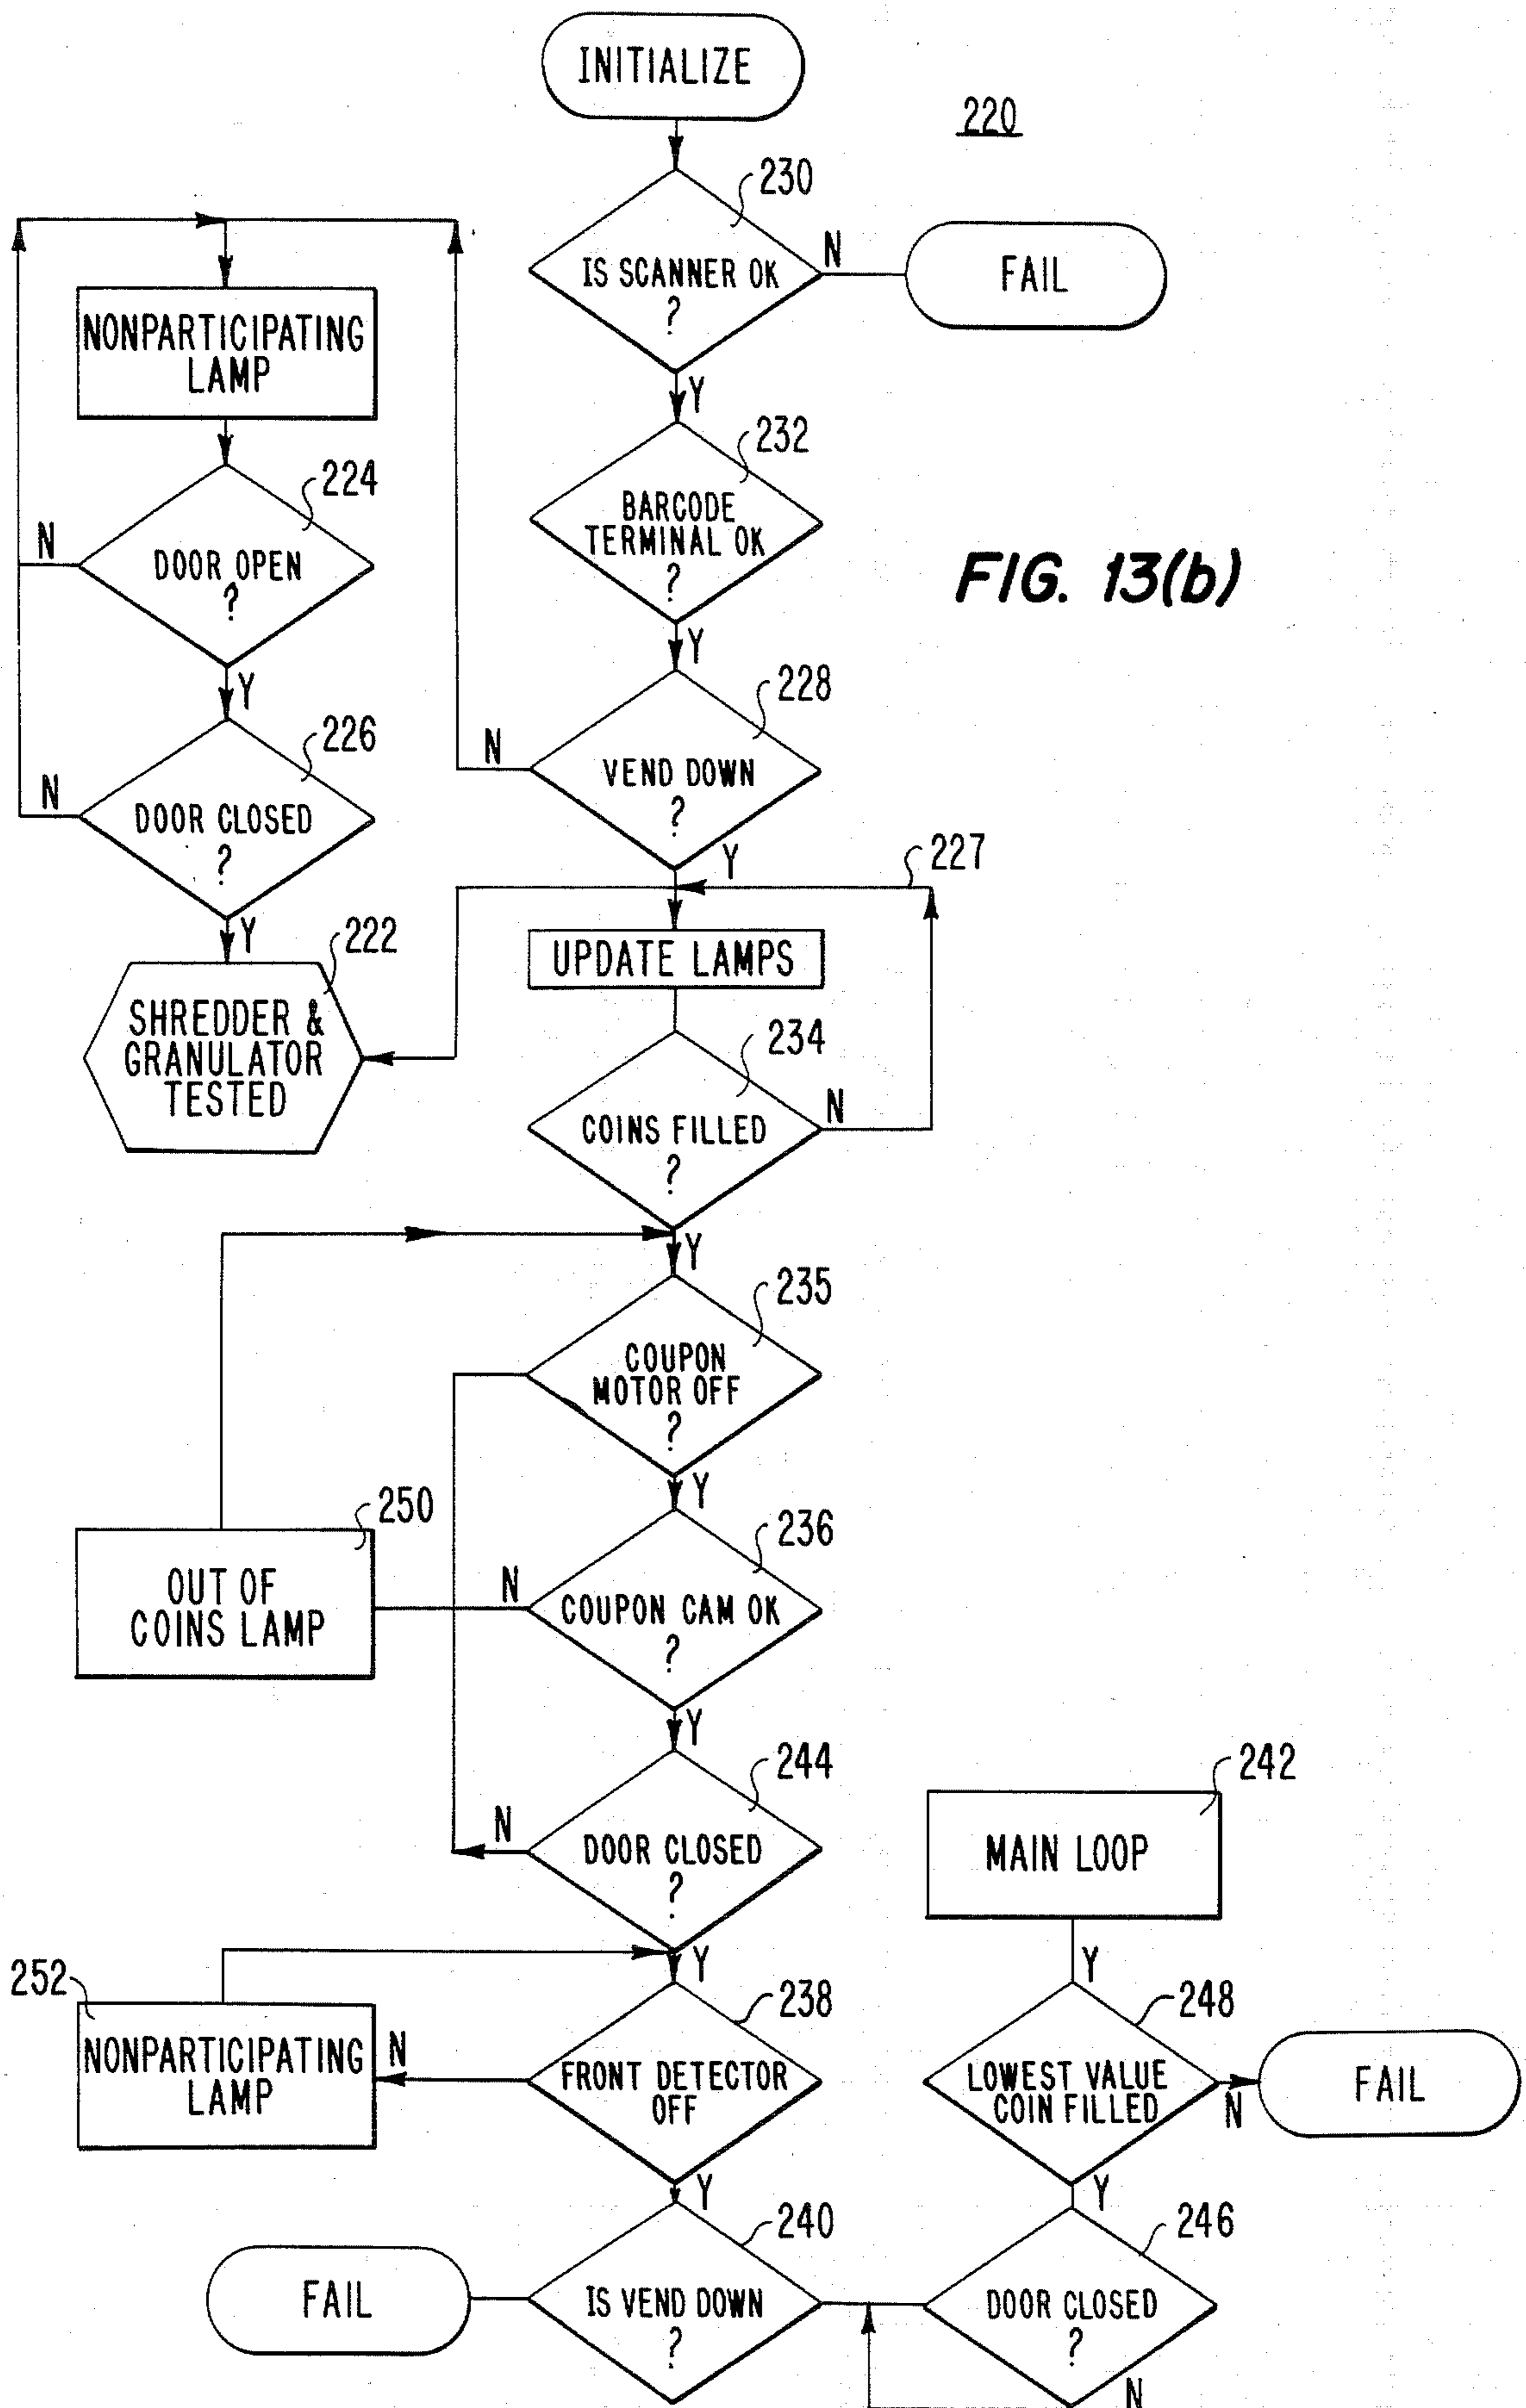 INITIALIZE
220
230
IS SCANNER OK
?
N
FAIL
Y
NONPARTICIPATING
LAMP
232
BARCODE
TERMINAL OK
?
Y
FIG. 13(b)
224
N
DOOR OPEN
?
Y
228
N
VEND DOWN
?
Y
226
N
DOOR CLOSED
?
Y
227
UPDATE LAMPS
222
SHREDDER &
GRANULATOR
TESTED
234
COINS FILLED
?
N
Y
235
COUPON
MOTOR OFF
?
Y
250
OUT OF
COINS LAMP
236
N
COUPON CAM OK
?
Y
244
N
DOOR CLOSED
?
Y
242
MAIN LOOP
Y
252
NONPARTICIPATING
LAMP
N
238
FRONT DETECTOR
OFF
Y
248
LOWEST VALUE
COIN FILLED
N
FAIL
Y
FAIL
240
IS VEND DOWN
?
246
DOOR CLOSED
?
N